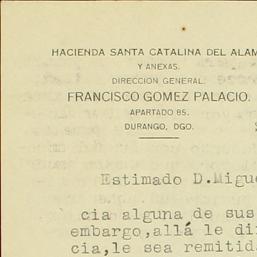 HACIENDA SANTA CATALINA DEL ALAM
Y ANEXAS.
DIRECCION GENERAL.
FRANCISCO GOMEZ PALACIO.
APARTADO 85.
DURANGO, DGO.
Estimado D.Migue
cia alguna de sus
embargo,allá le di
cia,le sea remitid